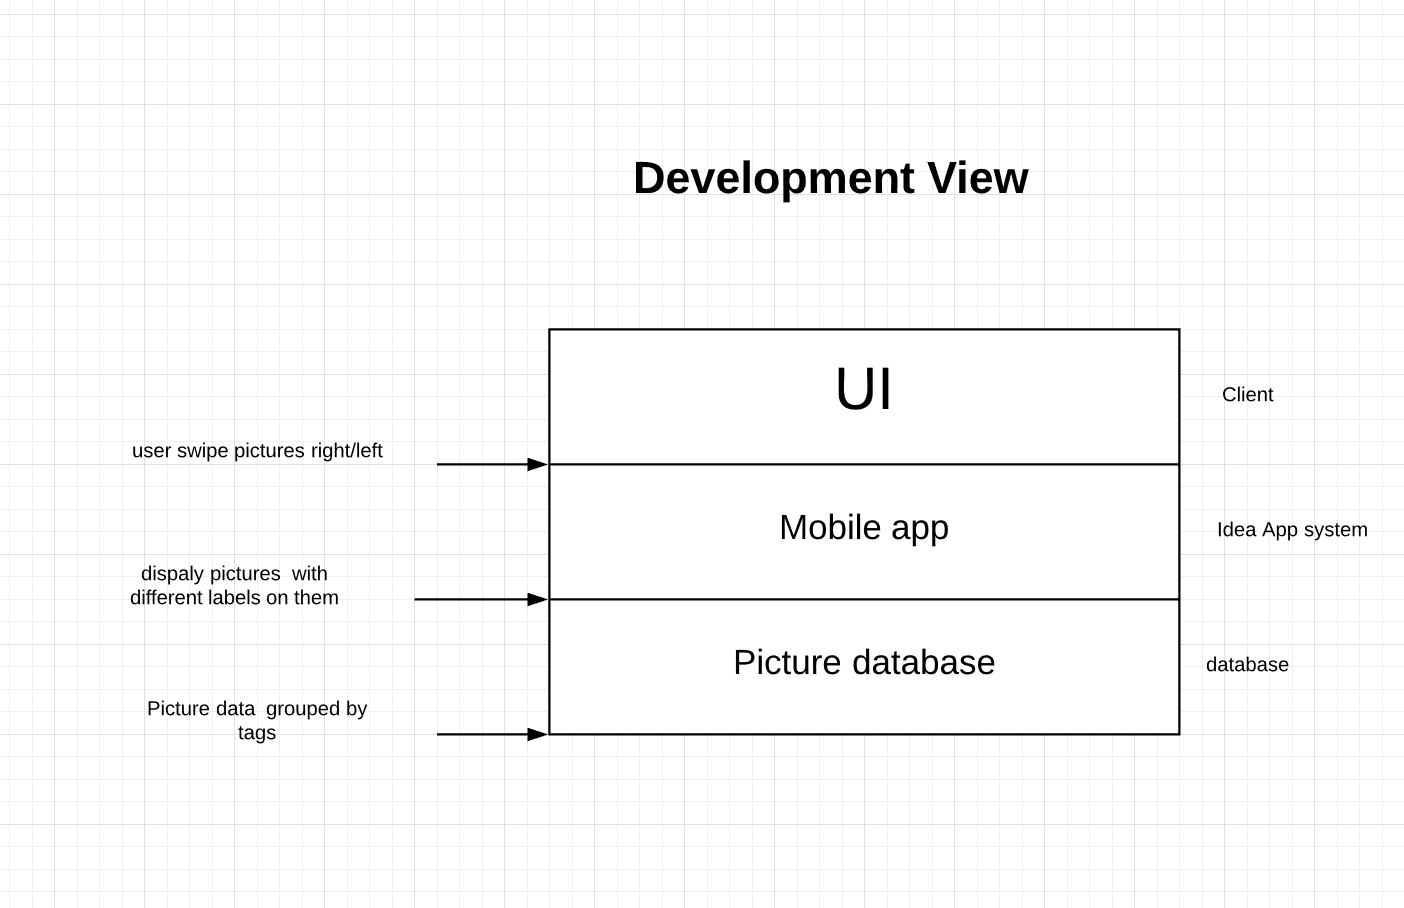 Development View
UI
Client
user swipe pictures right/left
Mobile app
Idea App system
dispaly pictures  with
different labels on them
Picture database
database
Picture data  grouped by
tags